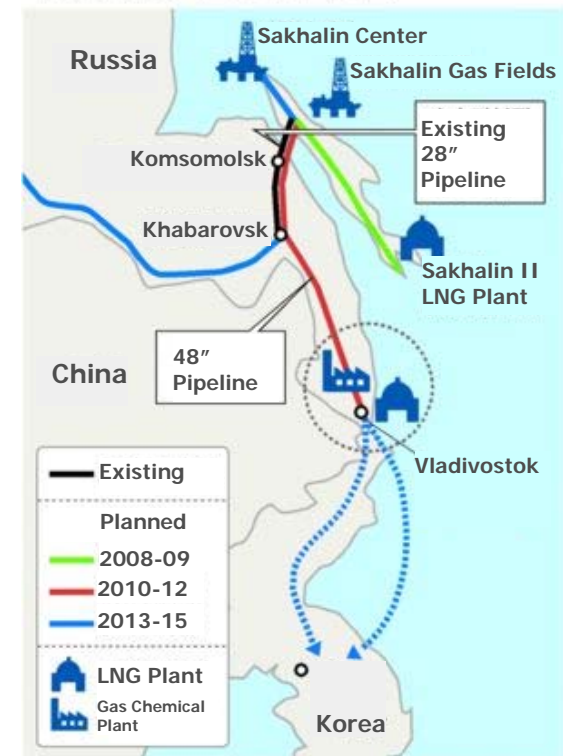 Sakhalin Center
Russia
Sakhalin Gas Fields
Existing
28"
Pipeline
Komsomolsk
Khabarovsk
Sakhalin II
LNG Plant
48"
Pipeline
China
Vladivostok
Existing
Planned
2008-09
2010-12
2013-15
LNG Plant
Gas Chemical
Plant
Korea